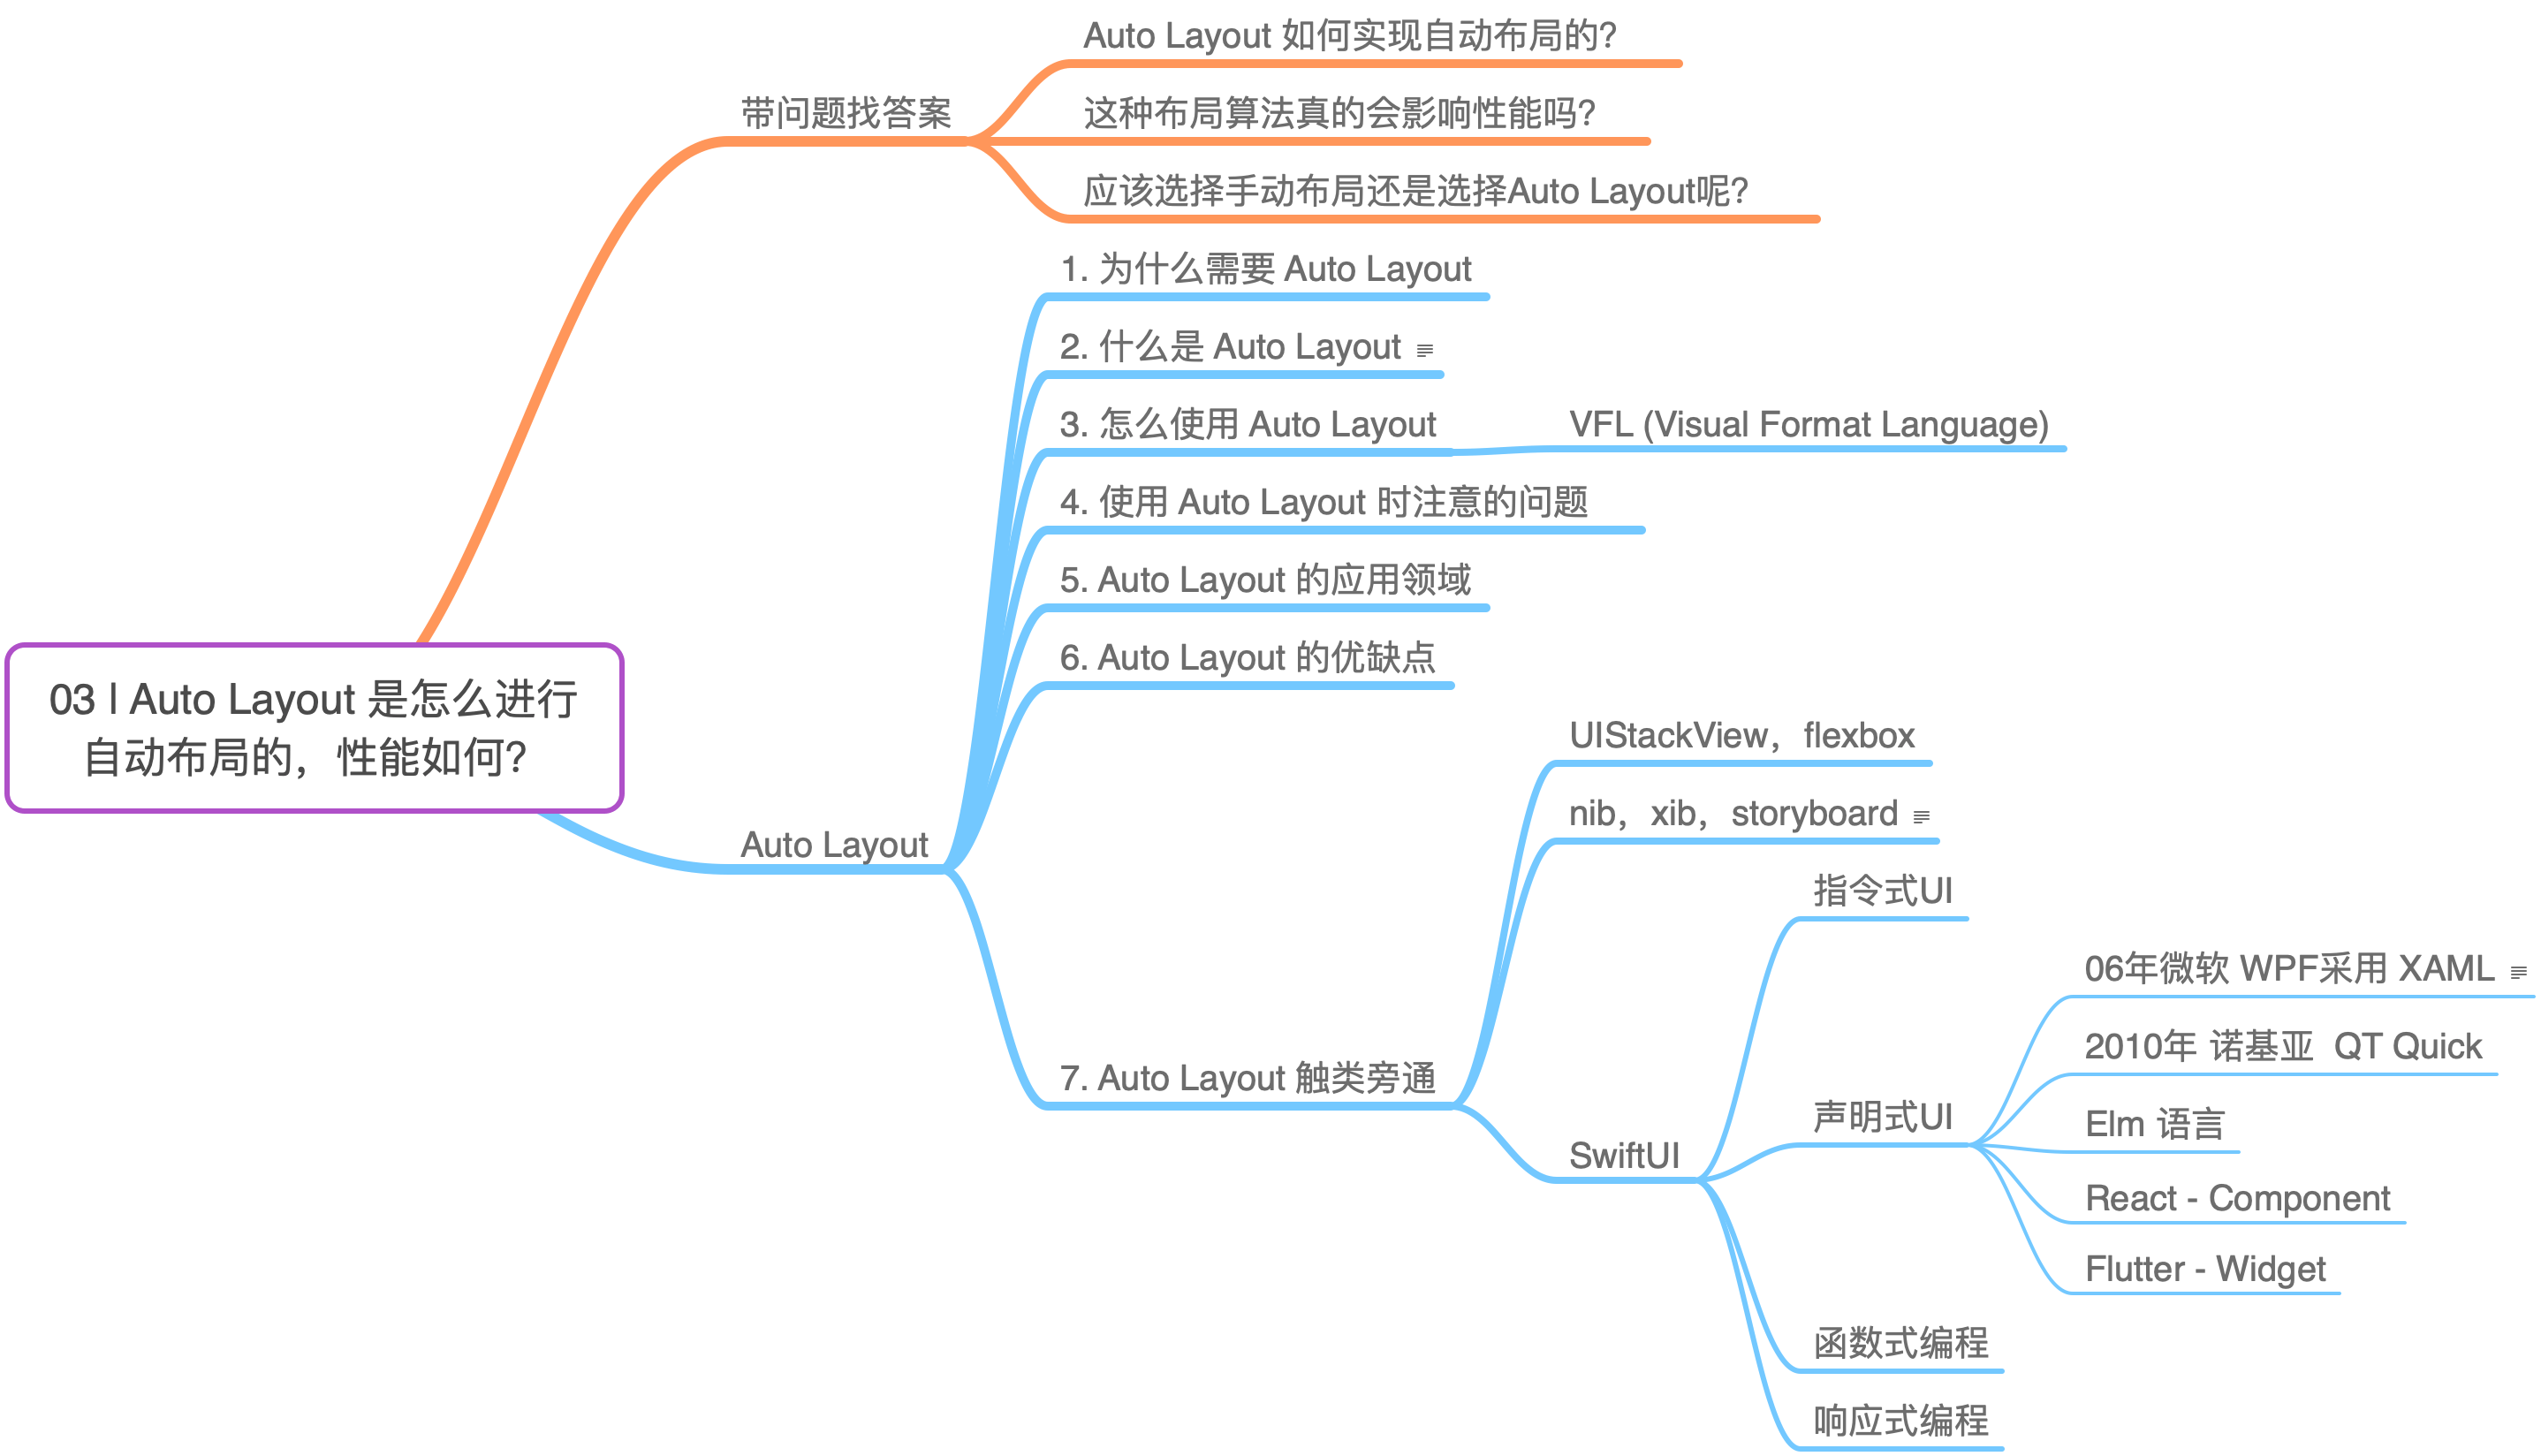 Auto Layout 如何实现自动布局的?
带问题找答案
这种布局算法真的会影响性能吗?
应该选择手动布局还是选择Auto Layout呢?
1. 为什么需要 Auto Layout
2. 什么是 Auto Layout
3. 怎么使用 Auto Layout
VFL (Visual Format Language)
4. 使用 Auto Layout 时注意的问题
5. Auto Layout 的应用领域
6. Auto Layout 的优缺点
03 | Auto Layout 是怎么进行
自动布局的，性能如何?
Auto Layout
7. Auto Layout 触类旁通
UIStackView，flexbox
nib，xib，storyboard
SwiftUI
指令式UI
声明式UI
06年微软 WPF采用 XAML
2010年 诺基亚  QT Quick
Elm 语言
React - Component
Flutter - Widget
函数式编程
响应式编程